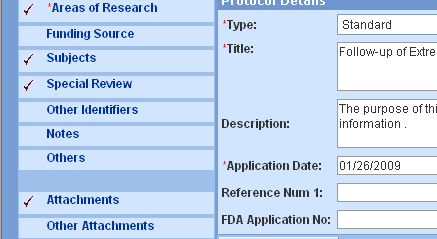 *Areas of Research
Funding Source
Subjects
Special Review
Other Identifiers
Notes
Others
Attachments
Other Attachments
Protocol Details
*Type: Standard
*Title: Follow-up of Extre
Description: The purpose of thi
information .
*Application Date: 01/26/2009
Reference Num 1:
FDA Application No: